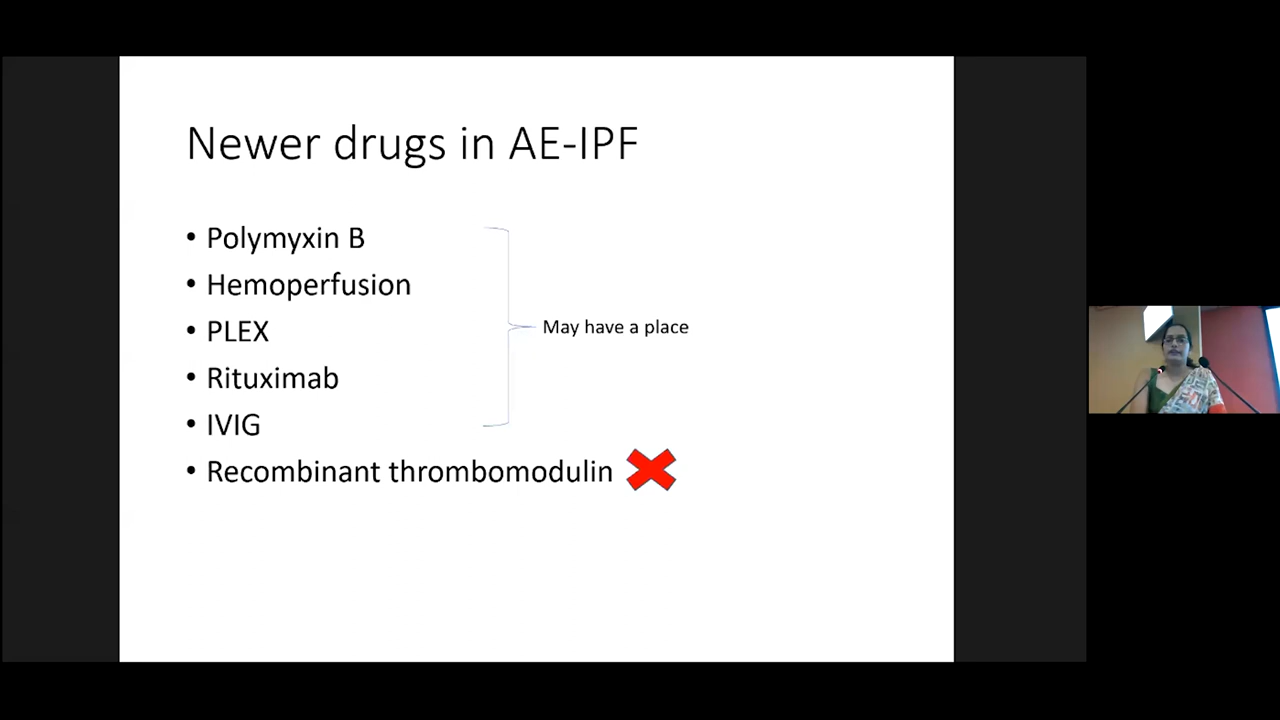 Newer drugs in AE-IPF
• Polymyxin B
• Hemoperfusion
• PLEX
• Rituximab
• IVIG
May have a place
• Recombinant thrombomodulin